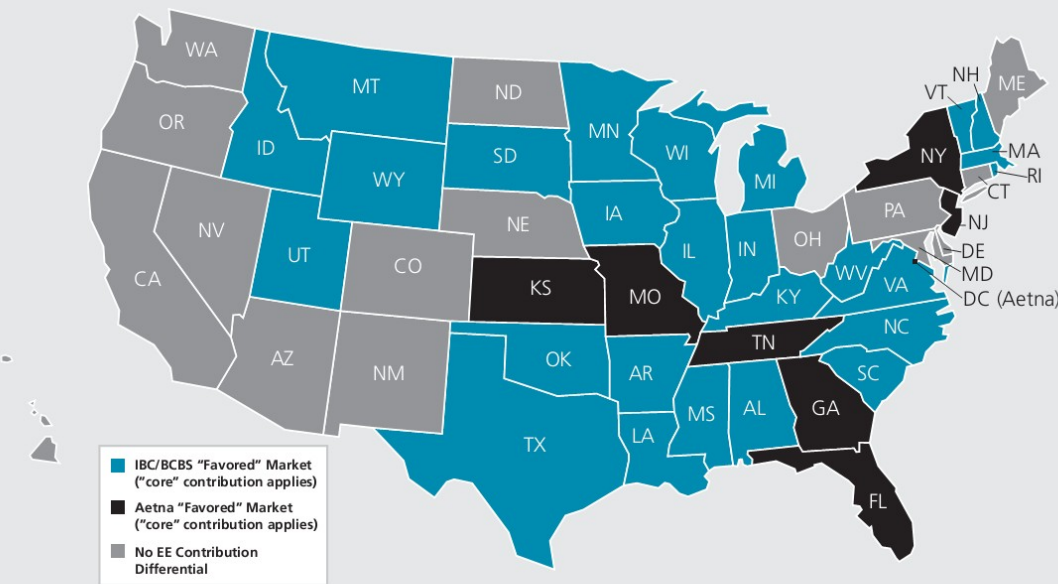 WA
MT
ND
ME
NH
VT
OR
ID
MN
SD
WI
NY
MA
MI
RI
WY
CT
NE
IA
PA
NV
NJ
UT
CO
IL
IN
OH
DE
CA
KS
MO
WV
MD
KY
VA
DC (Aetna)
TN
NC
AZ
NM
OK
AR
SC
MS
AL
GA
TX
LA
FL
IBC/BCBS “Favored” Market
(“core” contribution applies)
Aetna “Favored” Market
(“core” contribution applies)
No EE Contribution
Differential